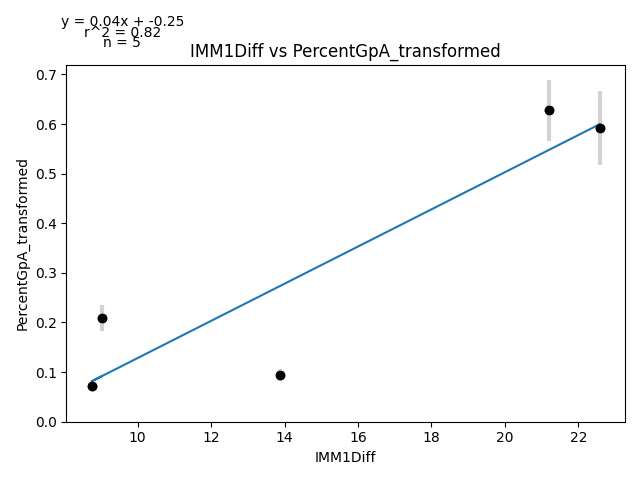 y = 0.04x + -0.25
r^2 = 0.82
n = 5
IMM1Diff vs PercentGpA_transformed
PercentGpA_transformed
0.7
0.6
0.5
0.4
0.3
0.2
0.1
0.0
10
12
14
16
18
20
22
IMM1Diff